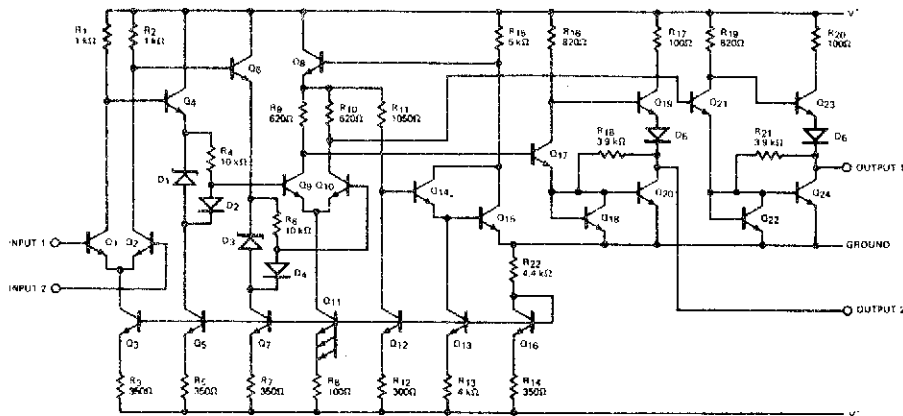 R1
1 kΩ
R2
1 kΩ
R15
5 kΩ
R16
820Ω
R17
100Ω
R19
820Ω
R20
100Ω
V+
Q8
Q6
Q4
R9
620Ω
R10
620Ω
R11
1050Ω
Q19
Q21
Q23
R4
10 kΩ
D5
D6
R18
3.9 kΩ
R21
3.9 kΩ
Q17
OUTPUT 1
D1
D2
Q9
Q10
Q14
Q15
Q20
Q24
Q18
Q22
R6
10 kΩ
INPUT 1
Q1
Q2
D3
D4
GROUND
R22
4.4 kΩ
INPUT 2
Q11
OUTPUT 2
Q3
Q5
Q7
Q12
Q13
Q16
R3
350Ω
R5
350Ω
R7
350Ω
R8
100Ω
R12
300Ω
R13
4 kΩ
R14
350Ω
V-